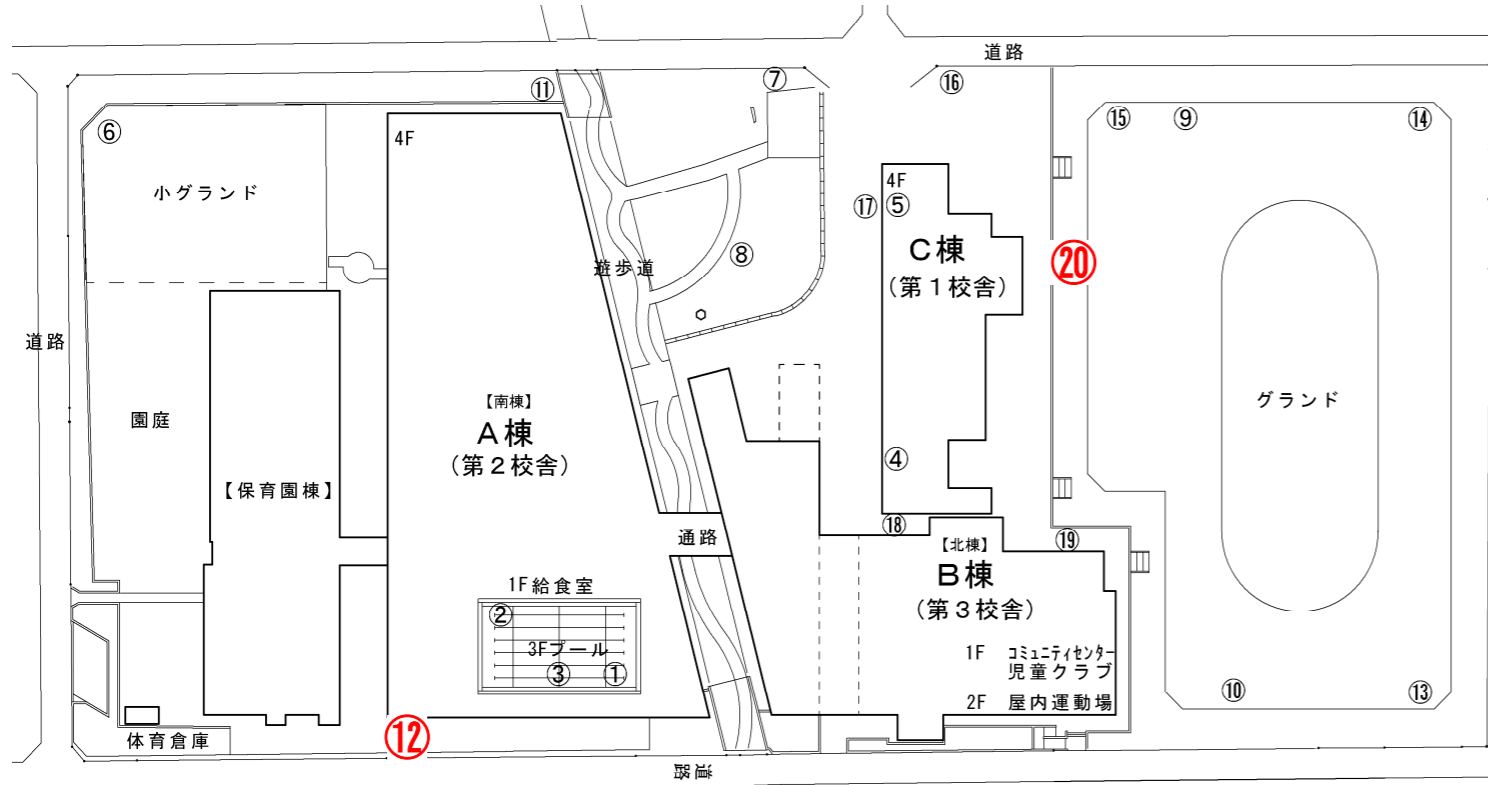 道路
⑦
⑯
⑪
⑥
4F
⑮
⑨
⑭
小グランド
4F
⑰
⑤
C棟
(第1校舎)
⑧
遊歩道
⑳
道路
グランド
園庭
【南棟】
A棟
(第2校舎)
④
【保育園棟】
通路
⑱
⑲
【北棟】
B棟
(第3校舎)
1F給食室
②
3Fプール
③
①
1F コミュニティセンター
児童クラブ
2F 屋内運動場
⑩
⑬
体育倉庫
⑫
道路